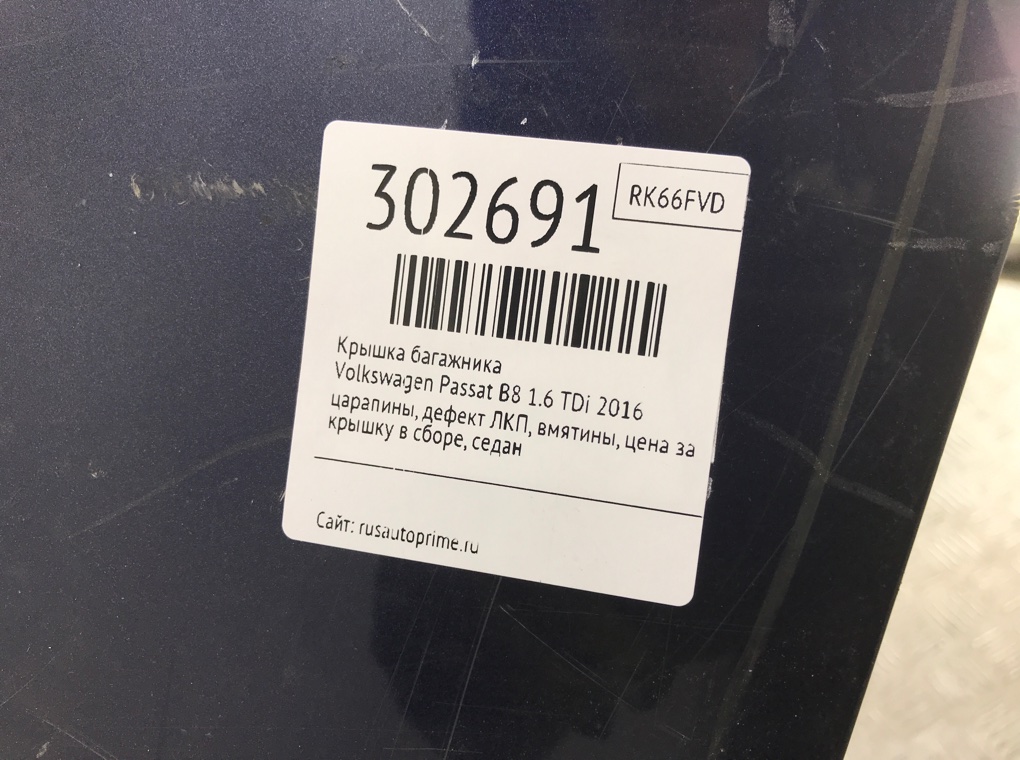 302691
RK66FVD
Крышка багажника
Volkswagen Passat B8 1.6 TDi 2016
царапины, дефект ЛКП, вмятины, цена за
крышку в сборе, седан
Сайт: rusautoprime.ru